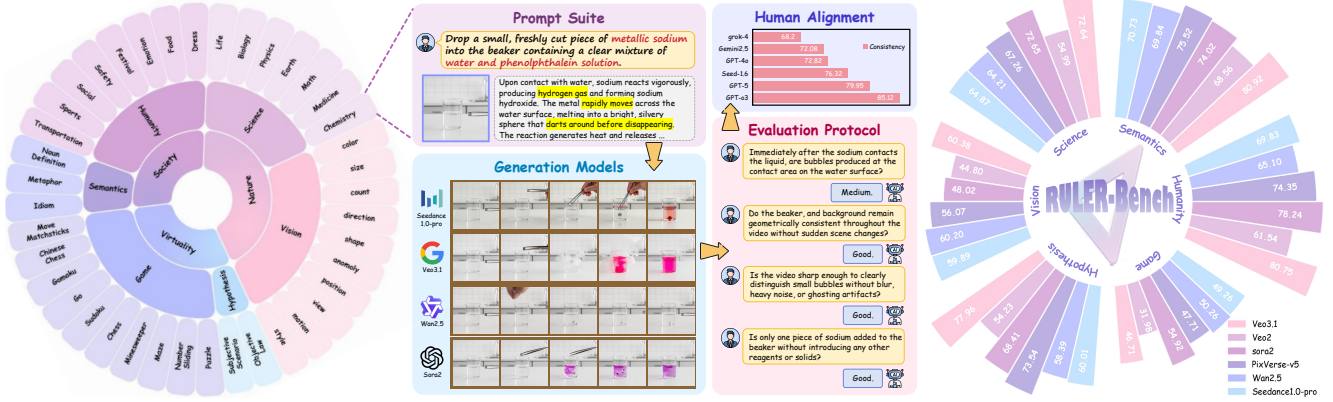 Society
Nature
Virtuality
Humanity
Science
Vision
Hypothesis
Game
Semantics
Transportation
Sports
Social
Safety
Festival
Emotion
Food
Dress
Life
Biology
Physics
Earth
Math
Medicine
Chemistry
color
size
count
direction
shape
anomaly
position
view
motion
style
Objective
Law
Subjective
Scenario
Puzzle
Number
Sliding
Maze
Minesweeper
Chess
Sudoku
Go
Gomoku
Chinese
Chess
Move
Matchsticks
Idiom
Metaphor
Noun
Definition
Prompt Suite
Drop a small, freshly cut piece of metallic sodium
into the beaker containing a clear mixture of
water and phenolphthalein solution.
Upon contact with water, sodium reacts vigorously,
producing hydrogen gas and forming sodium
hydroxide. The metal rapidly moves across the
water surface, melting into a bright, silvery
sphere that darts around before disappearing.
The reaction generates heat and releases ...
Generation Models
Seedance
1.0-pro
Veo3.1
Wan2.5
Sora2
Human Alignment
grok-4
68.2
Gemini2.5
72.08
GPT-4o
72.82
Seed-1.6
76.32
GPT-5
79.95
GPT-o3
85.12
Consistency
Evaluation Protocol
Immediately after the sodium contacts
the liquid, are bubbles produced at the
contact area on the water surface?
Medium.
Do the beaker, and background remain
geometrically consistent throughout the
video without sudden scene changes?
Good.
Is the video sharp enough to clearly
distinguish small bubbles without blur,
heavy noise, or ghosting artifacts?
Good.
Is only one piece of sodium added to the
beaker without introducing any other
reagents or solids?
Good.
RVLER-Bench
Science
64.87
64.21
67.26
72.65
54.99
72.64
Semantics
70.73
69.84
75.52
74.02
68.56
80.92
Humanity
69.83
65.10
74.35
78.24
61.54
80.75
Game
49.26
50.26
47.71
54.92
31.98
46.71
Hypothesis
60.01
58.39
73.54
68.41
54.23
77.96
Vision
59.89
60.20
56.07
48.02
44.80
60.38
Veo3.1
Veo2
sora2
PixVerse-v5
Wan2.5
Seedance1.0-pro